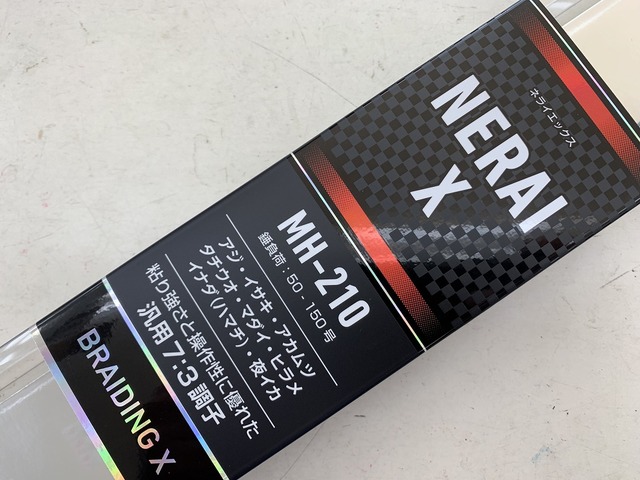 ネライエックス
NERAI
X
MH-210
錘負荷：50-150号
アジ・イサキ・アカムツ
タチウオ・マダイ・ヒラメ
イナダ(ハマチ)・夜イカ
粘り強さと操作性に優れた
汎用7:3調子
BRAIDING X